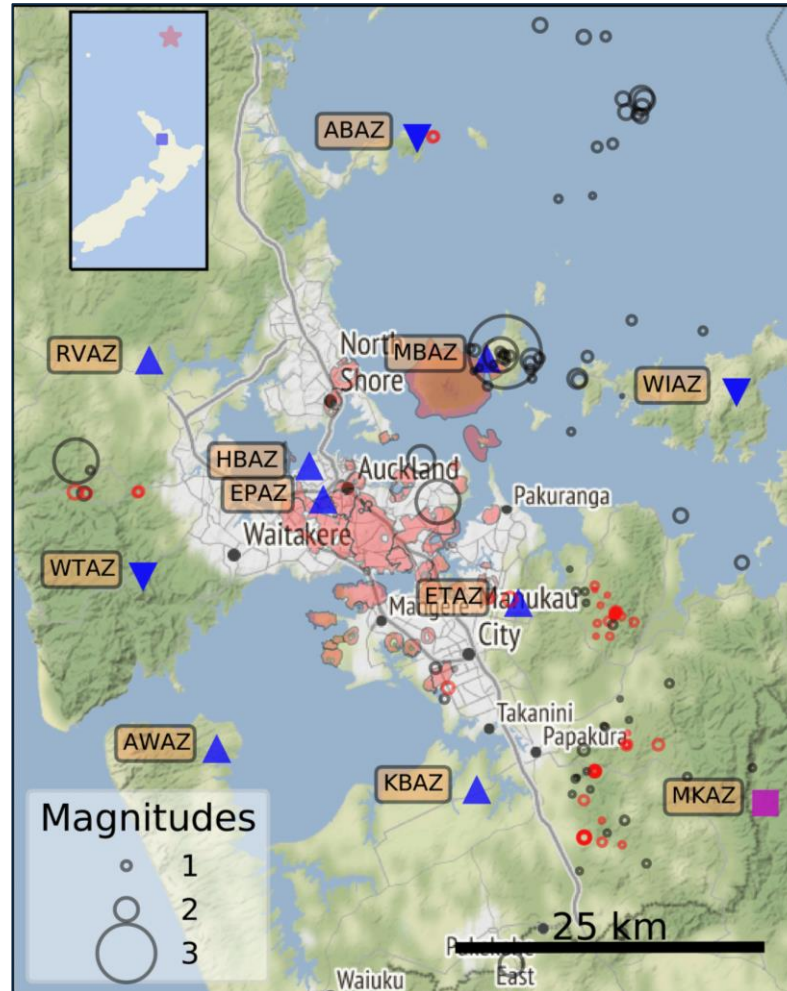 ABAZ
North
Shore
RVAZ
MBAZ
WIAZ
HBAZ
Auckland
EPAZ
Pakuranga
Waitakere
WTAZ
ETAZ
Manukau
City
Mangere
Takanini
AWAZ
Papakura
KBAZ
MKAZ
Magnitudes
1
2
3
25 km
East
Waiuku